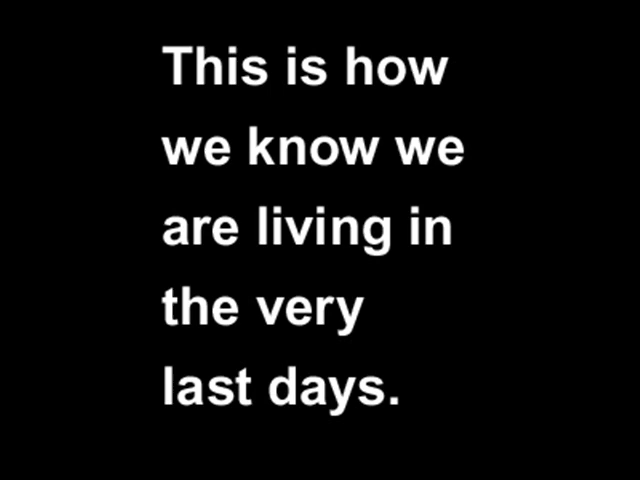 This is how
we know we
are living in
the very
last days.